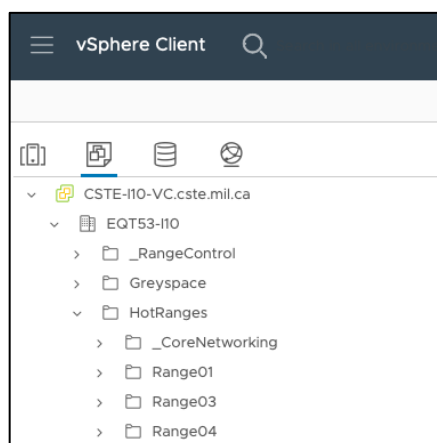 vSphere Client
CSTE-I10-VC.cste.mil.ca
EQT53-I10
_RangeControl
Greyspace
HotRanges
_CoreNetworking
Range01
Range03
Range04